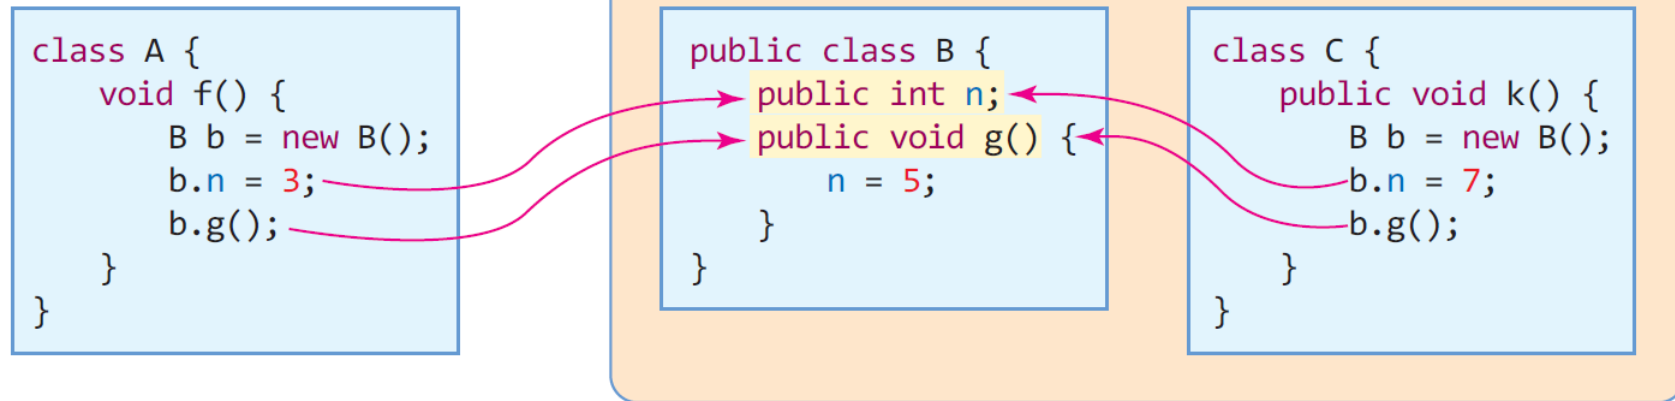 class A {
void f() {
B b = new B();
b.n = 3;
b.g();
}
}
public class B {
public int n;
public void g() {
n = 5;
}
}
class C {
public void k() {
B b = new B();
b.n = 7;
b.g();
}
}